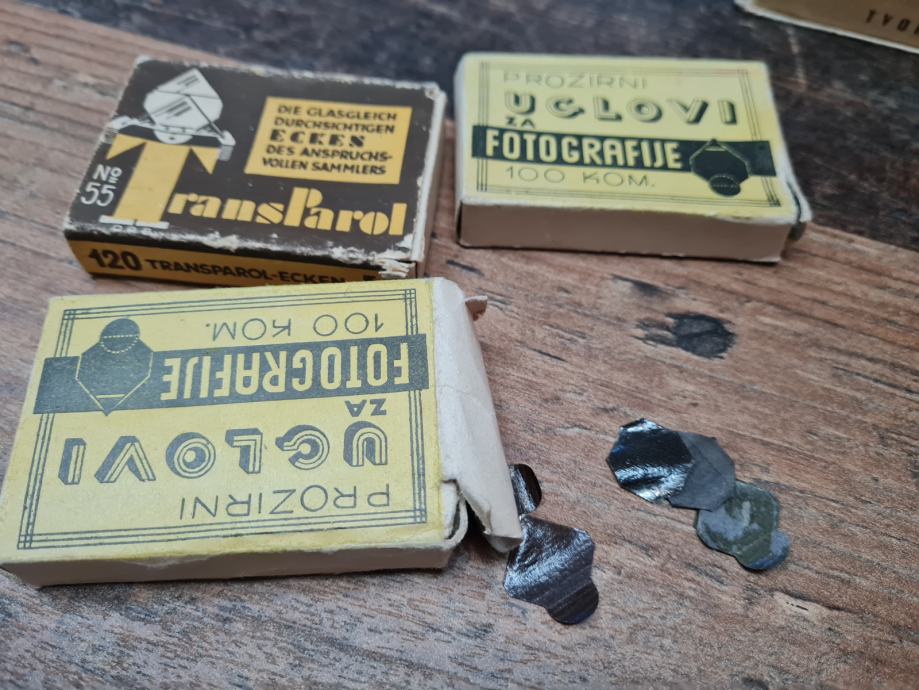 DIE GLASGLEICH
DURCHSICHTIGEN
ECKEN
DES ANSPRUCHS-
VOLLEN SAMMLERS
No
55
TransParol
120 TRANSPAROL-ECKEN
PROZIRNI
UGLOVI
ZA
FOTOGRAFIJE
100 KOM.
PROZIRNI
UGLOVI
ZA
FOTOGRAFIJE
100 KOM.